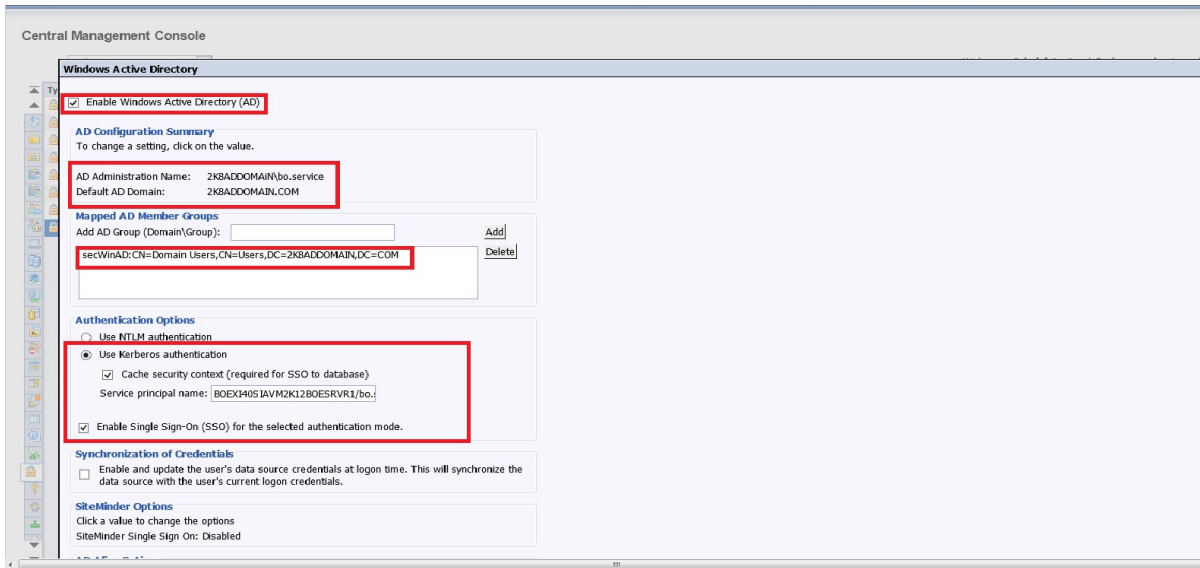 Central Management Console
Windows Active Directory
Ty
Enable Windows Active Directory (AD)
AD Configuration Summary
To change a setting, click on the value.
AD Administration Name: 2K8ADDOMAiN\bo.service
Default AD Domain: 2K8ADDOMAIN.COM
Mapped AD Member Groups
Add AD Group (Domain\Group):
Add
secWinAD:CN=Domain Users,CN=Users,DC=2K8ADDOMAIN,DC=COM
Delete
Authentication Options
Use NTLM authentication
Use Kerberos authentication
Cache security context (required for SSO to database)
Service principal name: BOEXI40SIAVM2K12BOESRVR1/bo.s
Enable Single Sign-On (SSO) for the selected authentication mode.
Synchronization of Credentials
Enable and update the user's data source credentials at logon time. This will synchronize the
data source with the user's current logon credentials.
SiteMinder Options
Click a value to change the options
SiteMinder Single Sign On: Disabled